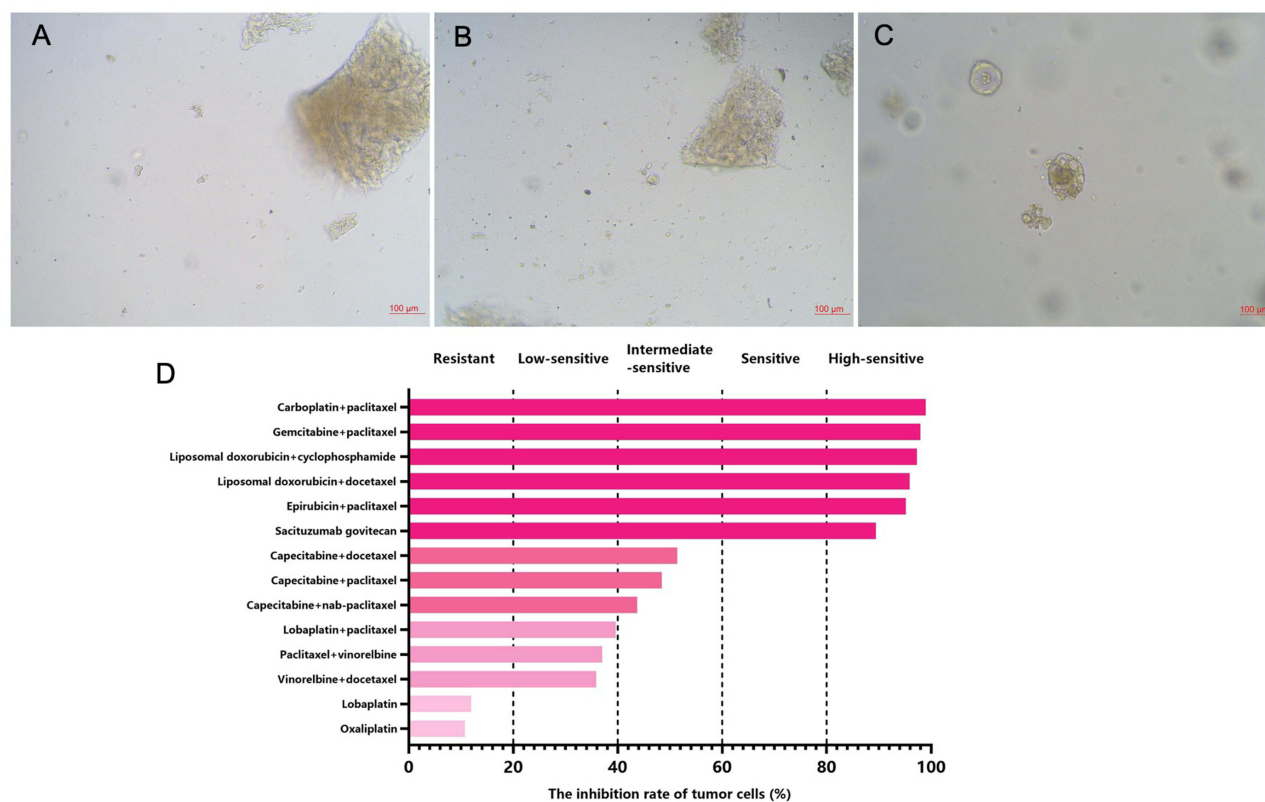 A
B
C
100 μm
100 μm
100 μm
D
Resistant
Low-sensitive
Intermediate
-sensitive
Sensitive
High-sensitive
Carboplatin+paclitaxel
Gemcitabine+paclitaxel
Liposomal doxorubicin+cyclophosphamide
Liposomal doxorubicin+docetaxel
Epirubicin+paclitaxel
Sacituzumab govitecan
Capecitabine+docetaxel
Capecitabine+paclitaxel
Capecitabine+nab-paclitaxel
Lobaplatin+paclitaxel
Paclitaxel+vinorelbine
Vinorelbine+docetaxel
Lobaplatin
Oxaliplatin
0 20 40 60 80 100
The inhibition rate of tumor cells (%)